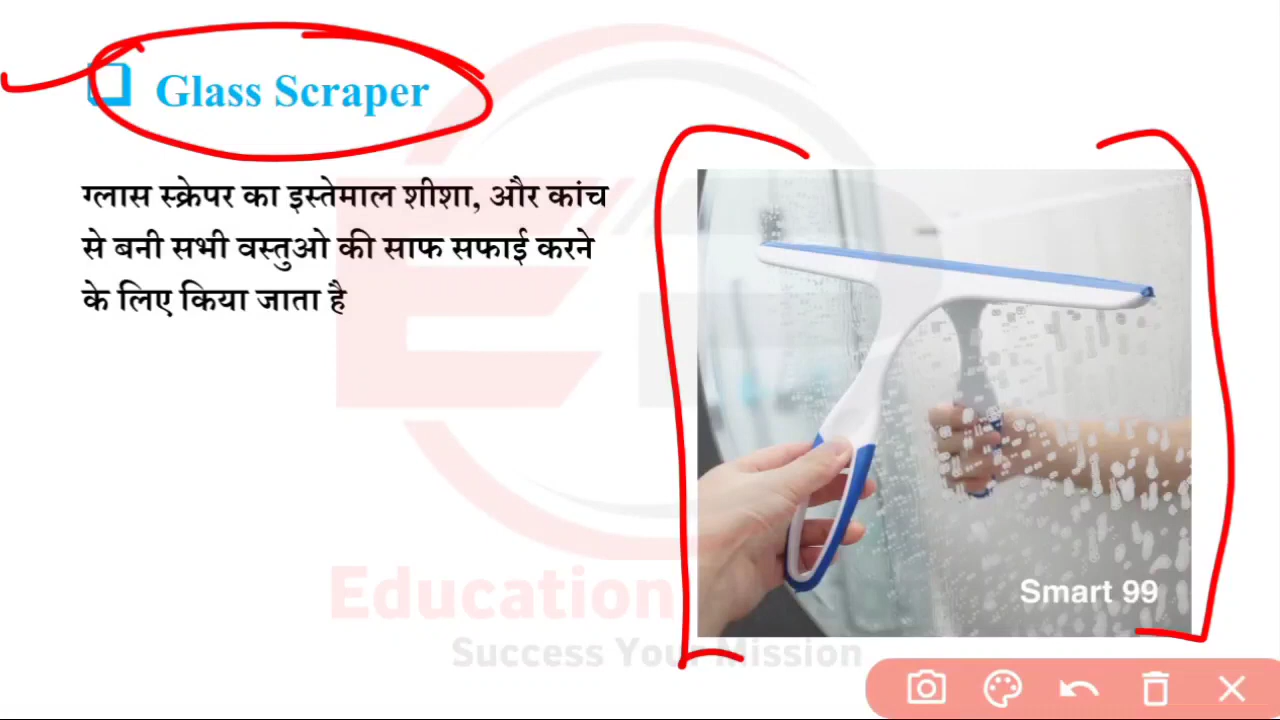 Glass Scraper
ग्लास स्क्रेपर का इस्तेमाल शीशा, और कांच
से बनी सभी वस्तुओ की साफ सफाई करने
के लिए किया जाता है
Smart 99
Education
Success Your Mission